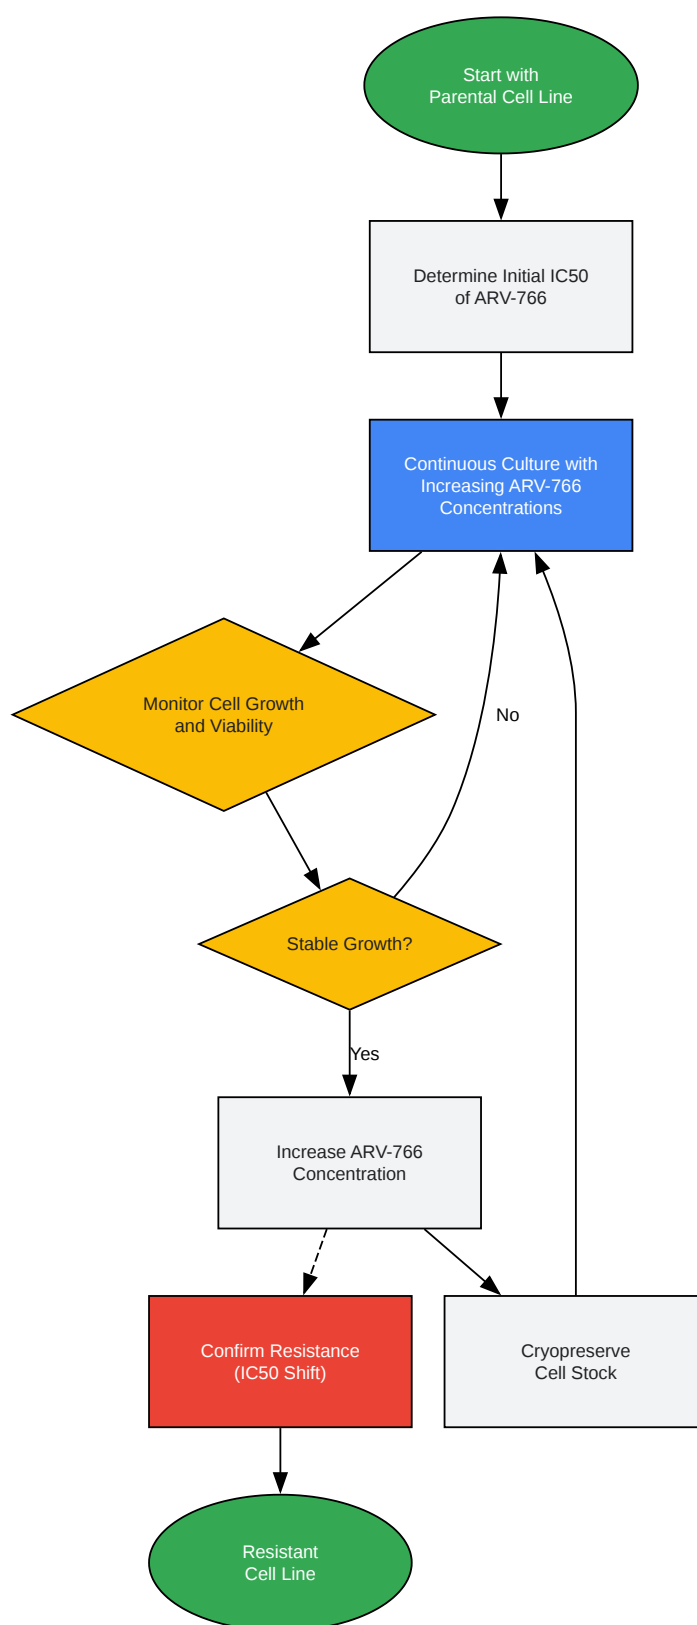 Start with
Parental Cell Line
Determine Initial IC50
of ARV-766
Continuous Culture with
Increasing ARV-766
Concentrations
Monitor Cell Growth
and Viability
No
Stable Growth?
Yes
Increase ARV-766
Concentration
Confirm Resistance
(IC50 Shift)
Cryopreserve
Cell Stock
Resistant
Cell Line